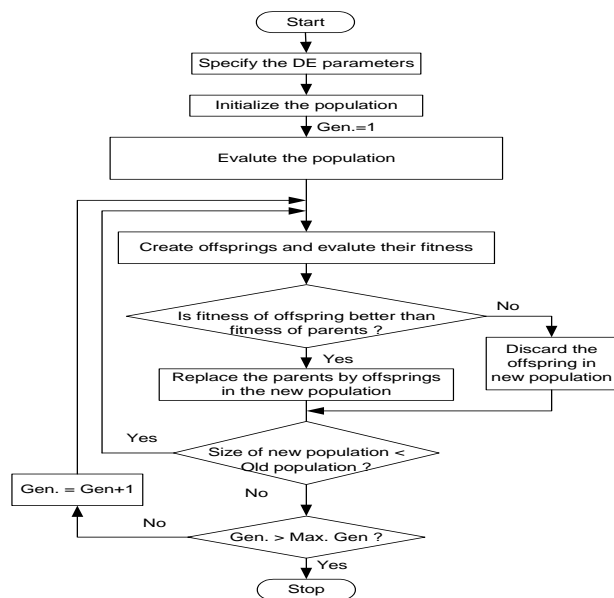 Start
Specify the DE parameters
Initialize the population
Gen.=1
Evalute the population
Create offsprings and evaluate their fitness
Is fitness of offspring better than
fitness of parents ?
No
Yes
Discard the
offspring in
new population
Replace the parents by offsprings
in the new population
Yes
Size of new population <
Qld population ?
Gen. = Gen+1
No
No
Gen. > Max. Gen ?
Yes
Stop